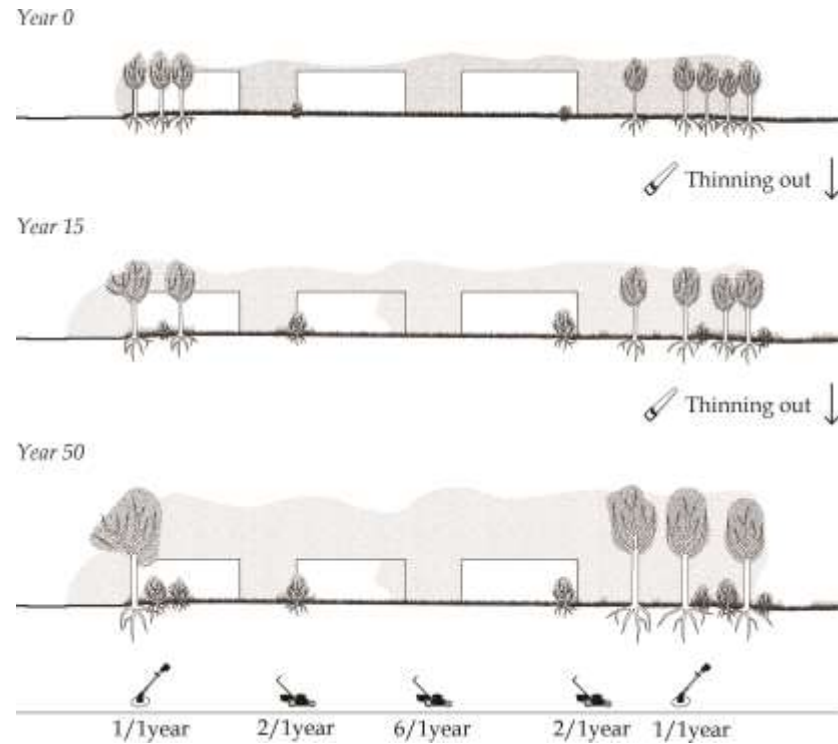 Year 0
Thinning out
Year 15
Thinning out
Year 50
1/1year 2/1year 6/1year 2/1year 1/1year